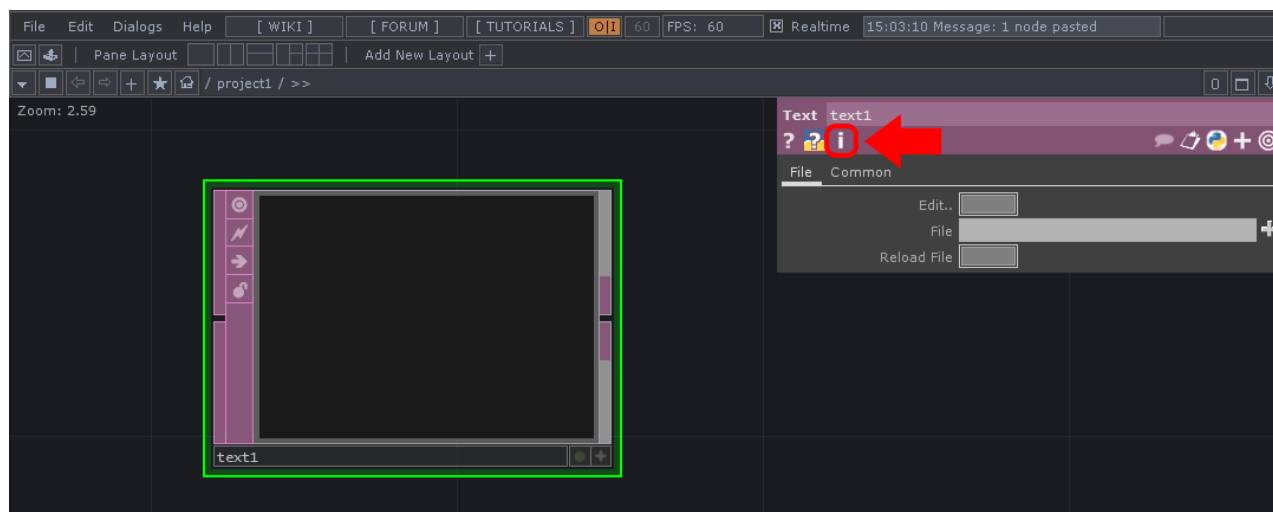 File Edit Dialogs Help [ WIKI ] [ FORUM ] [ TUTORIALS ] O|I 60 FPS: 60 Realtime 15:03:10 Message: 1 node pasted
Pane Layout Add New Layout +
/ project1 / >> 0
Zoom: 2.59
Text text1
? ? i
File Common
Edit..
File
Reload File
text1